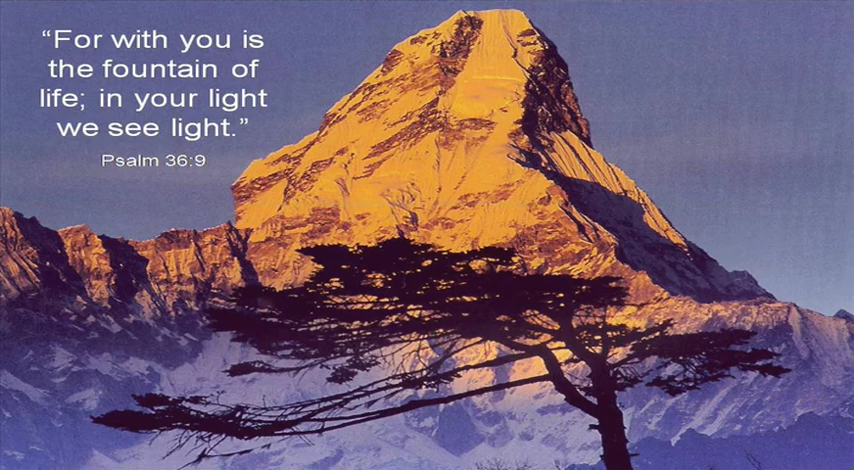 “For with you is
the fountain of
life; in your light
we see light.”
Psalm 36:9